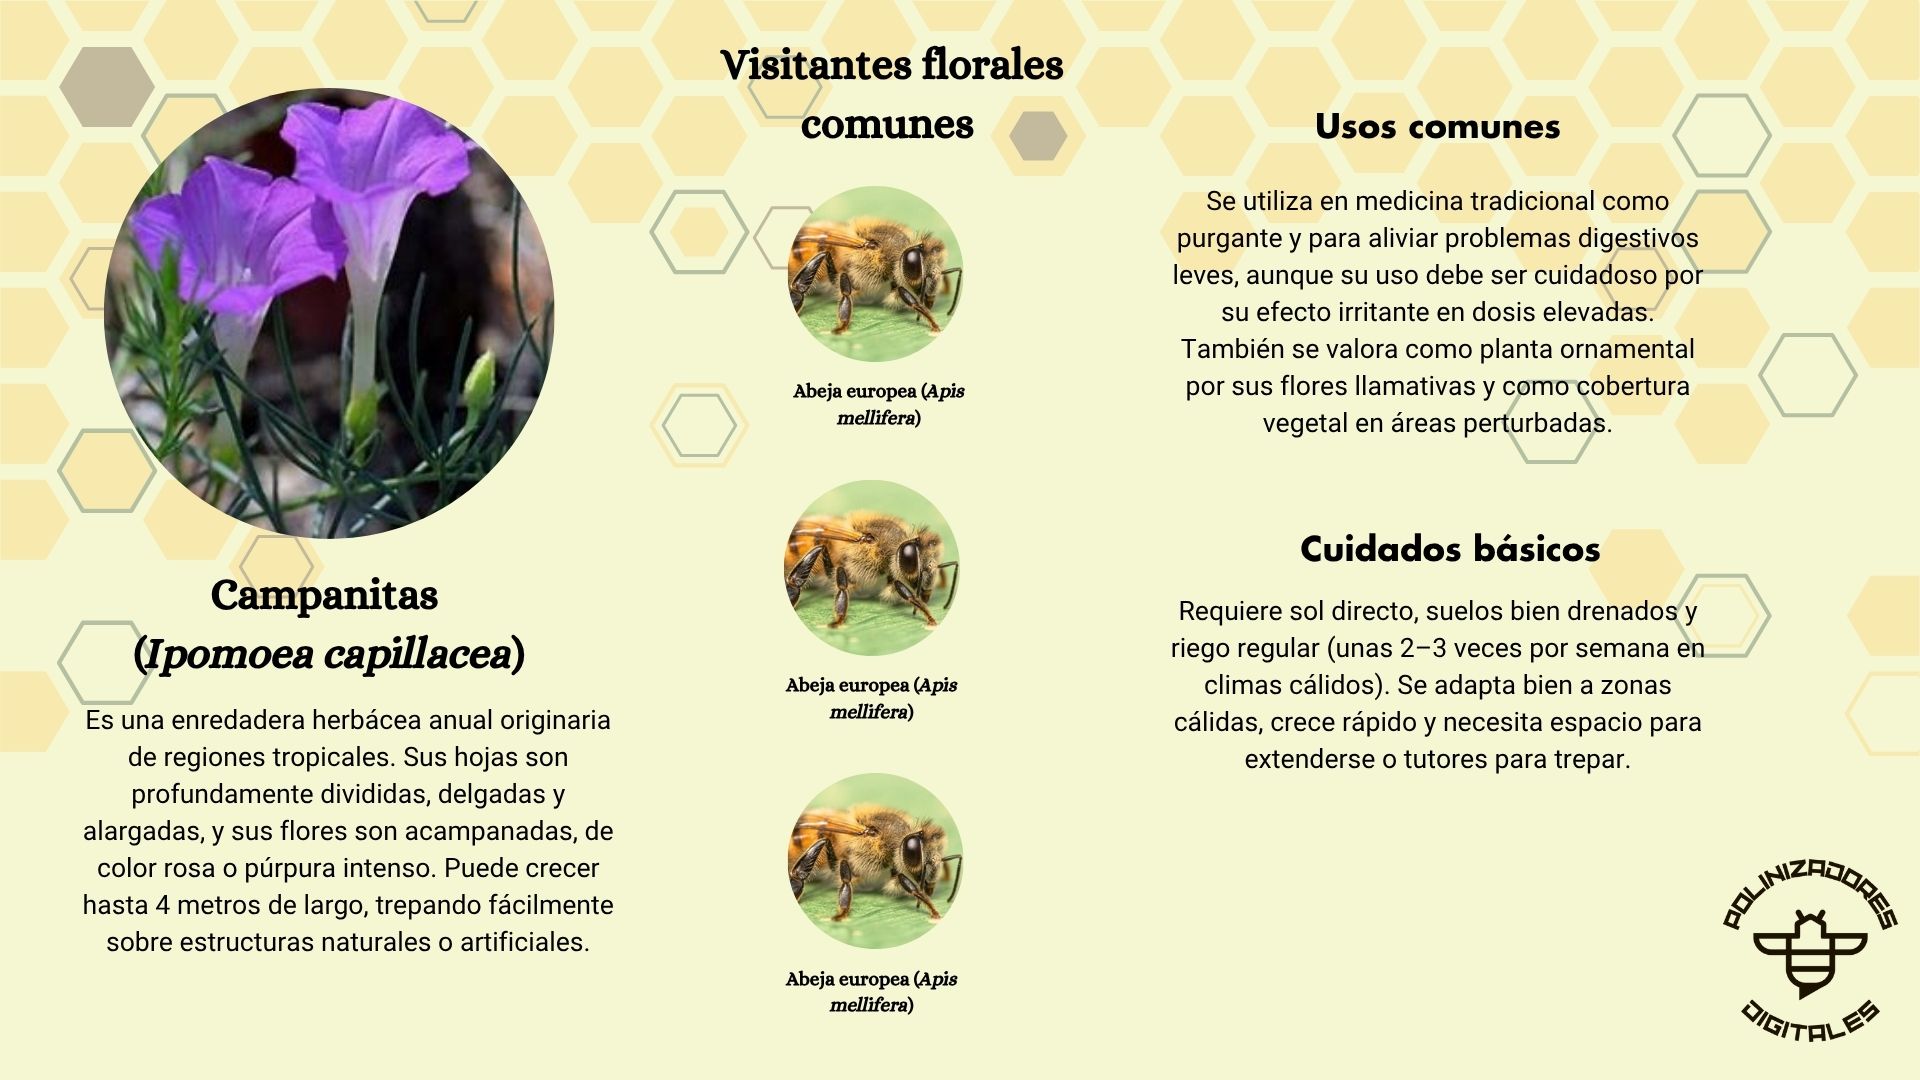 Campanitas
(Ipomoea capillacea)
Es una enredadera herbácea anual originaria
de regiones tropicales. Sus hojas son
profundamente divididas, delgadas y
alargadas, y sus flores son acampanadas, de
color rosa o púrpura intenso. Puede crecer
hasta 4 metros de largo, trepando fácilmente
sobre estructuras naturales o artificiales.
Visitantes florales
comunes
Abeja europea (Apis
mellifera)
Abeja europea (Apis
mellifera)
Abeja europea (Apis
mellifera)
Usos comunes
Se utiliza en medicina tradicional como
purgante y para aliviar problemas digestivos
leves, aunque su uso debe ser cuidadoso por
su efecto irritante en dosis elevadas.
También se valora como planta ornamental
por sus flores llamativas y como cobertura
vegetal en áreas perturbadas.
Cuidados básicos
Requiere sol directo, suelos bien drenados y
riego regular (unas 2–3 veces por semana en
climas cálidos). Se adapta bien a zonas
cálidas, crece rápido y necesita espacio para
extenderse o tutores para trepar.
POLINIZADORES
DIGITALES